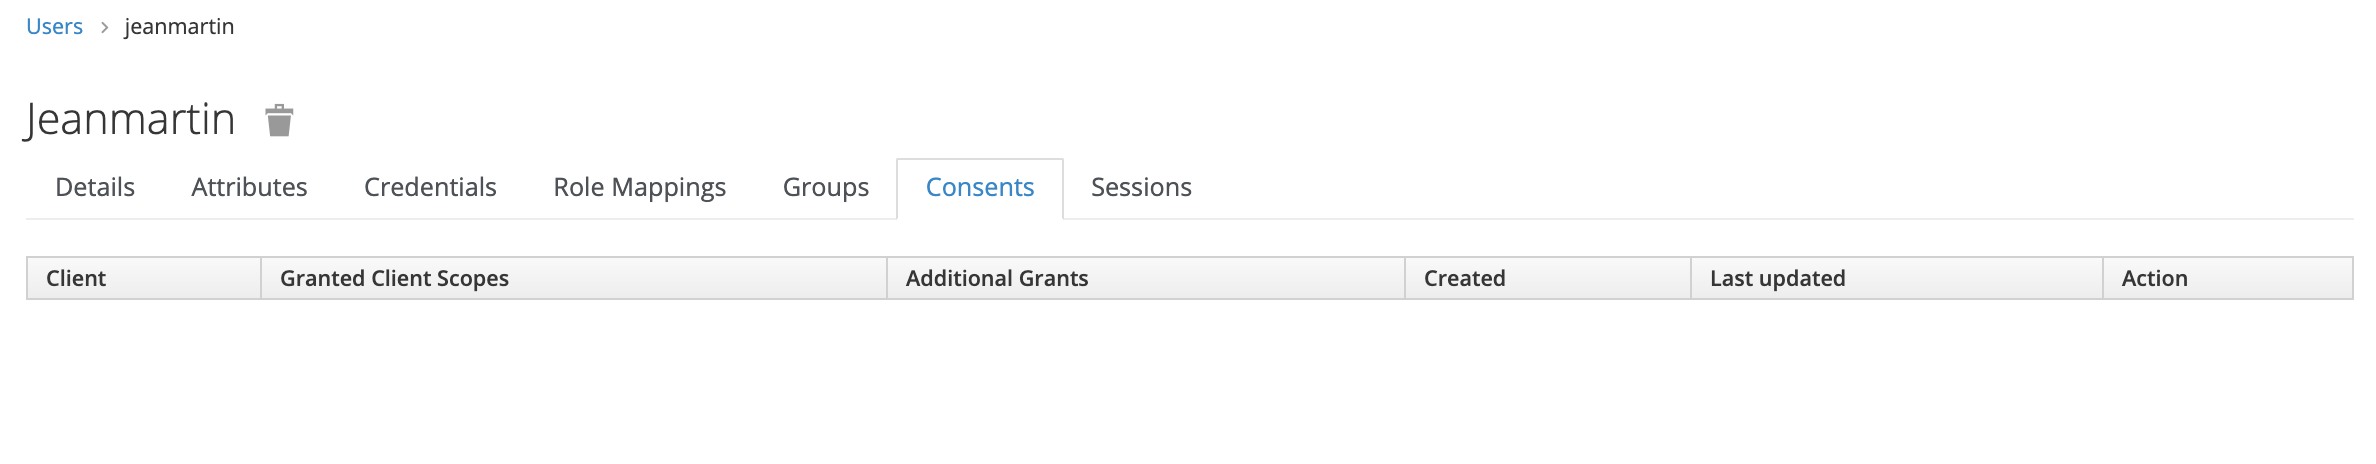 Users > jeanmartin
Jeanmartin
Details Attributes Credentials Role Mappings Groups Consents Sessions
Client Granted Client Scopes Additional Grants Created Last updated Action